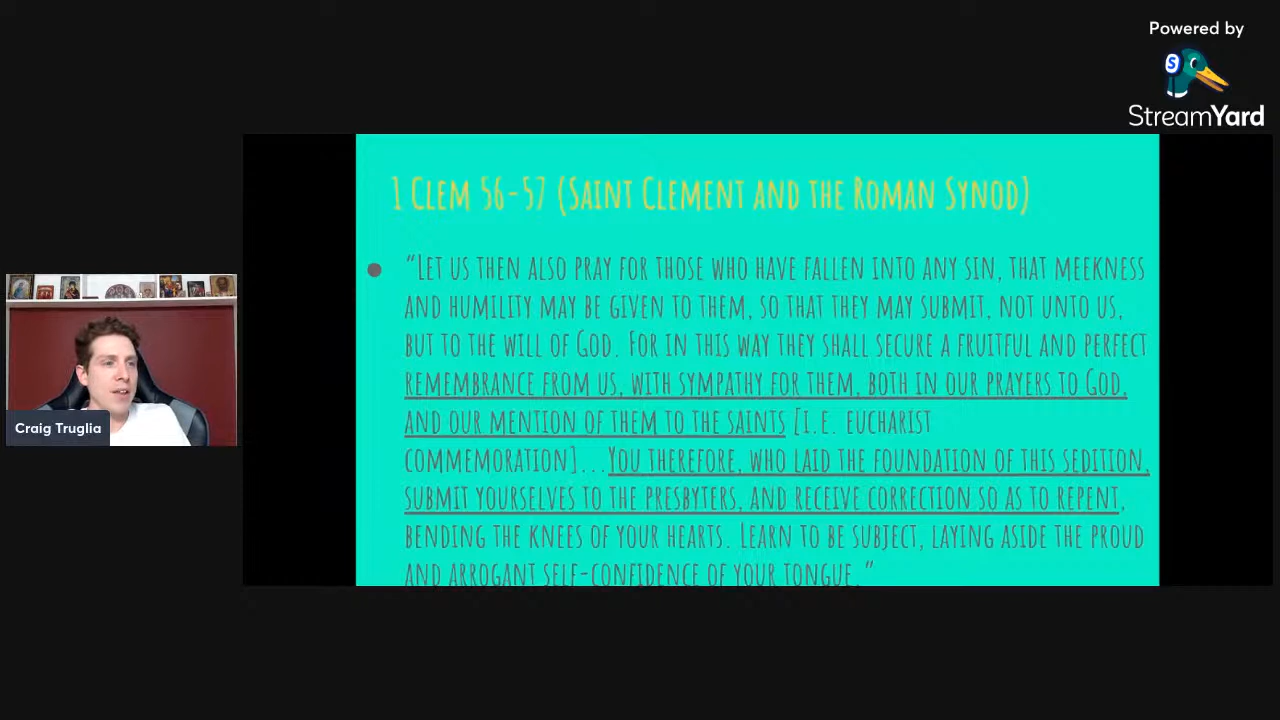 Powered by
StreamYard
1 Clem 56-57 (Saint Clement and the Roman Synod)
● “Let us then also pray for those who have fallen into any sin, that meekness
and humility may be given to them, so that they may submit, not unto us,
but to the will of God. For in this way they shall secure a fruitful and perfect
remembrance from us, with sympathy for them, both in our prayers to God,
and our mention of them to the saints [i.e. eucharist
commemoration]...You therefore, who laid the foundation of this sedition,
submit yourselves to the presbyters, and receive correction so as to repent,
bending the knees of your hearts. Learn to be subject, laying aside the proud
and arrogant self-confidence of your tongue.”
Craig Truglia